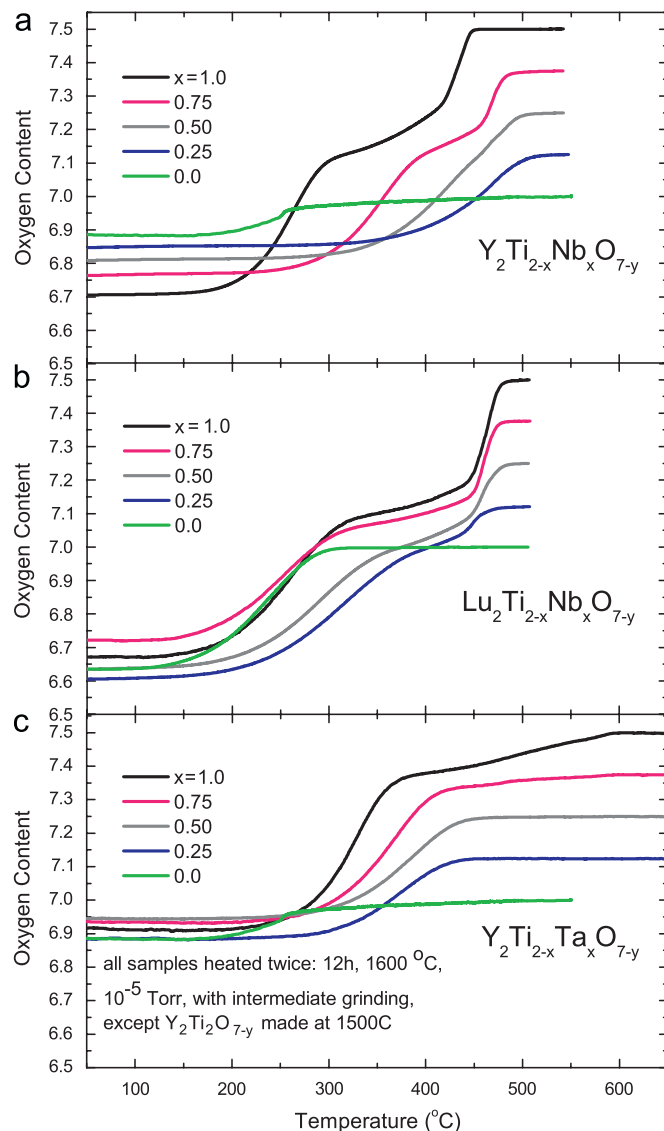 a
7.5
7.4
7.3
7.2
7.1
7.0
6.9
6.8
6.7
6.6
6.5
Oxygen Content
x=1.0
0.75
0.50
0.25
0.0
Y2Ti2-xNbxO7-y
b
7.5
7.4
7.3
7.2
7.1
7.0
6.9
6.8
6.7
6.6
6.5
Oxygen Content
x=1.0
0.75
0.50
0.25
0.0
Lu2Ti2-xNbxO7-y
c
7.5
7.4
7.3
7.2
7.1
7.0
6.9
6.8
6.7
6.6
6.5
Oxygen Content
x=1.0
0.75
0.50
0.25
0.0
Y2Ti2-xTaxO7-y
all samples heated twice: 12h, 1600 °C,
10-5 Torr, with intermediate grinding,
except Y2Ti2O7-y made at 1500C
100 200 300 400 500 600
Temperature (°C)